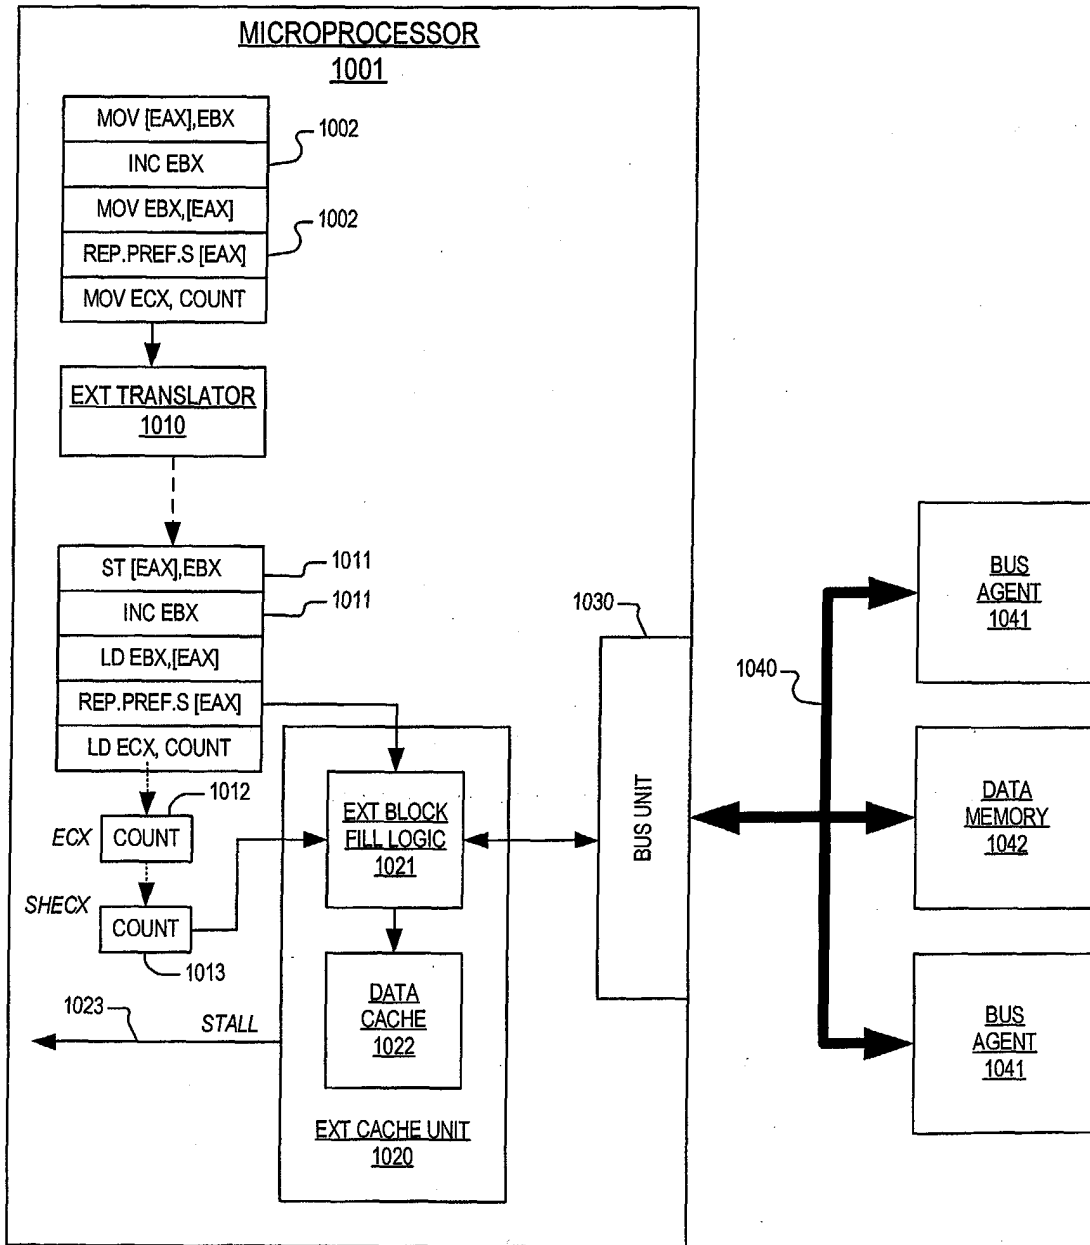 MICROPROCESSOR
1001
MOV [EAX],EBX
1002
INC EBX
MOV EBX,[EAX]
1002
REP.PREF.S [EAX]
MOV ECX, COUNT
EXT TRANSLATOR
1010
ST [EAX],EBX
1011
INC EBX
1011
LD EBX,[EAX]
REP.PREF.S [EAX]
LD ECX, COUNT
1012
ECX
COUNT
SHECX
COUNT
1013
1023
STALL
EXT BLOCK
FILL LOGIC
1021
DATA
CACHE
1022
EXT CACHE UNIT
1020
1030
BUS UNIT
1040
BUS
AGENT
1041
DATA
MEMORY
1042
BUS
AGENT
1041